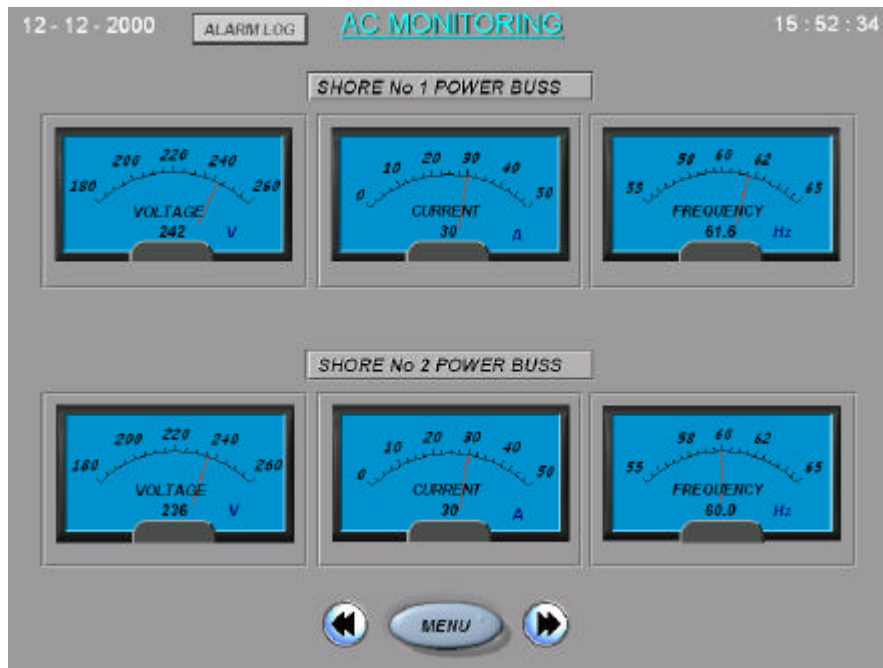 12 - 12 - 2000 ALARM LOG AC MONITORING 15 : 52 : 34
SHORE No 1 POWER BUSS
180 200 220 240 260
VOLTAGE
242 V
0 10 20 30 40 50
CURRENT
30 A
55 58 60 62 65
FREQUENCY
61.6 Hz
SHORE No 2 POWER BUSS
180 200 220 240 260
VOLTAGE
236 V
0 10 20 30 40 50
CURRENT
30 A
55 58 60 62 65
FREQUENCY
60.0 Hz
MENU